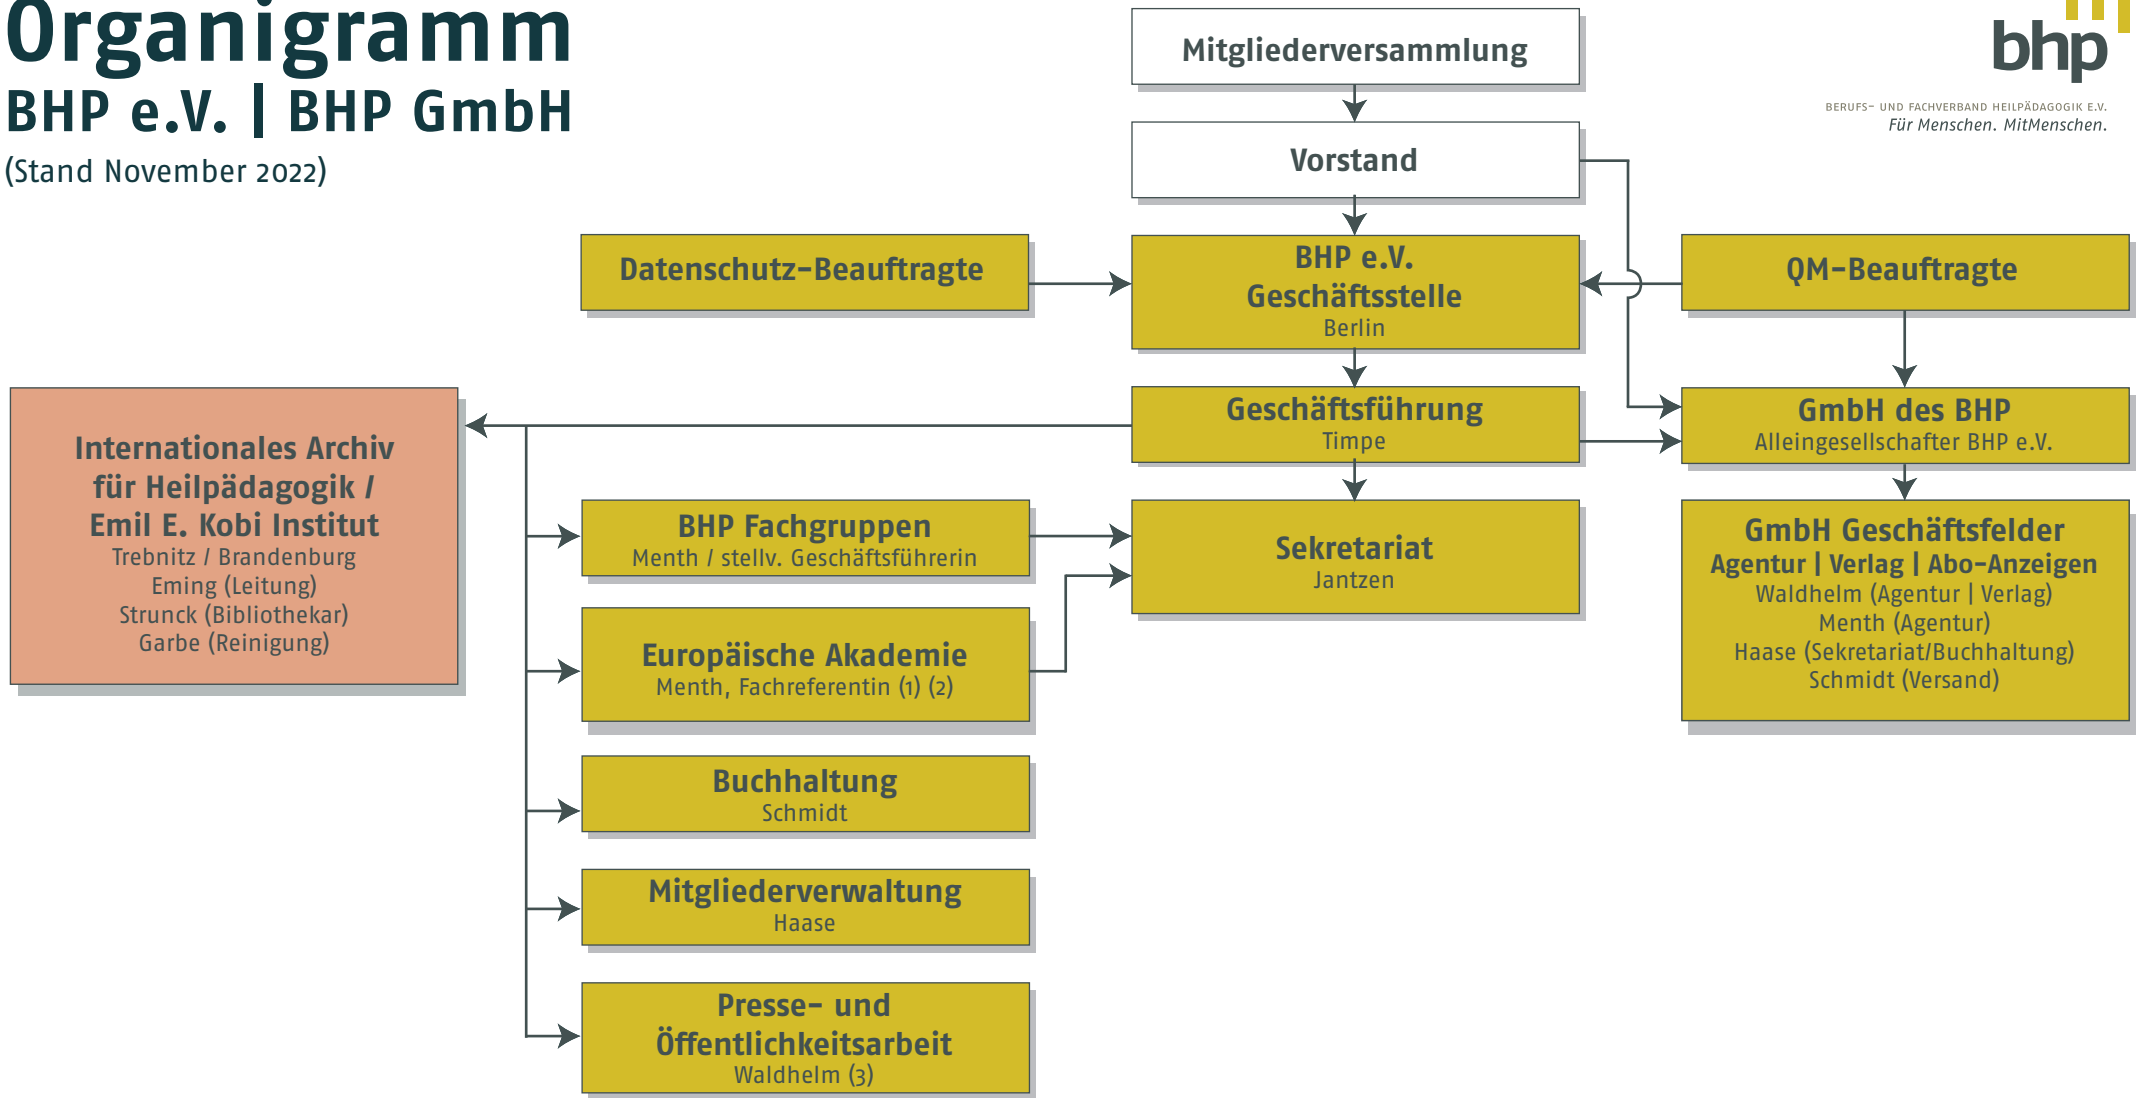 Organigramm
BHP e.V. | BHP GmbH
(Stand November 2022)
Mitgliederversammlung
bhp
BERUFS- UND FACHVERBAND HEILPÄDAGOGIK E.V.
Für Menschen. MitMenschen.
Vorstand
Datenschutz-Beauftragte
BHP e.V.
Geschäftsstelle
Berlin
QM-Beauftragte
Internationales Archiv
für Heilpädagogik /
Emil E. Kobi Institut
Trebnitz / Brandenburg
Eming (Leitung)
Strunck (Bibliothekar)
Garbe (Reinigung)
Geschäftsführung
Timpe
GmbH des BHP
Alleingesellschafter BHP e.V.
BHP Fachgruppen
Menth / stellv. Geschäftsführerin
Sekretariat
Jantzen
GmbH Geschäftsfelder
Agentur | Verlag | Abo-Anzeigen
Waldhelm (Agentur | Verlag)
Menth (Agentur)
Haase (Sekretariat/Buchhaltung)
Schmidt (Versand)
Europäische Akademie
Menth, Fachreferentin (1) (2)
Buchhaltung
Schmidt
Mitgliederverwaltung
Haase
Presse- und
Öffentlichkeitsarbeit
Waldhelm (3)